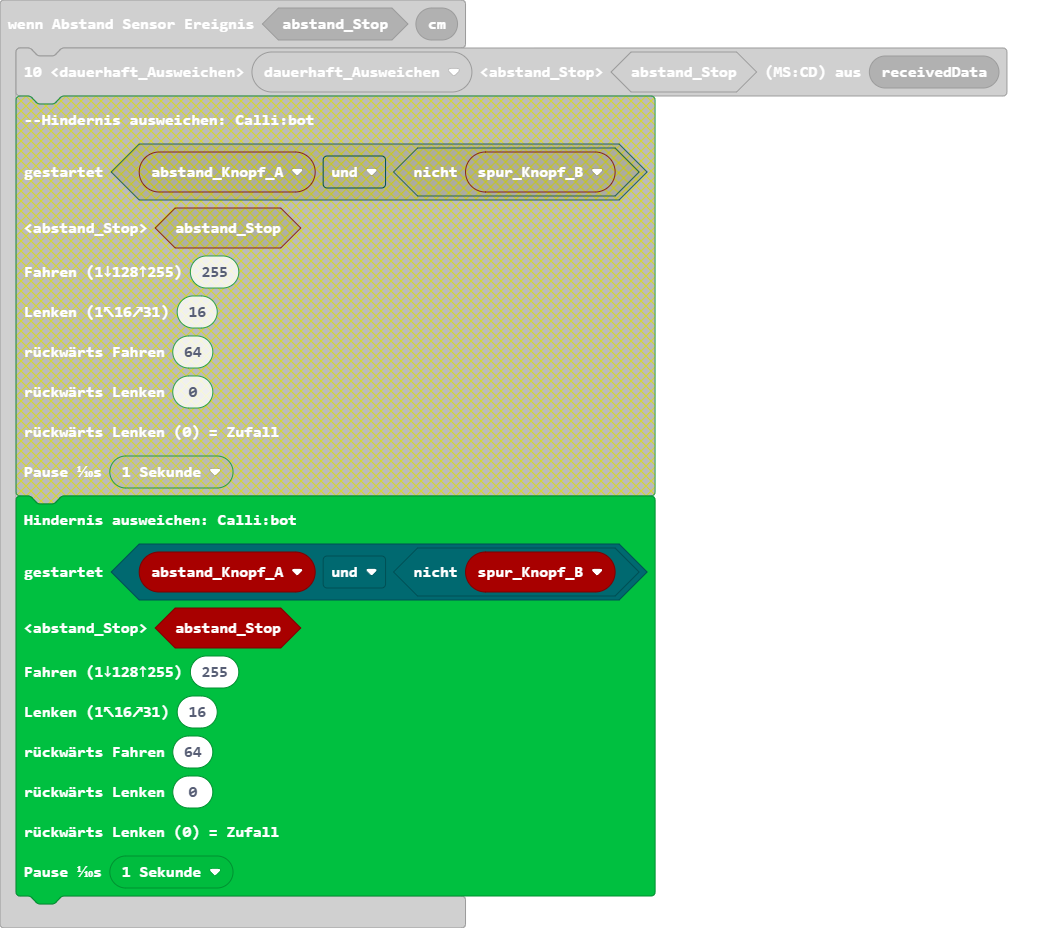 wenn Abstand Sensor Ereignis abstand_Stop cm
10 <dauerhaft_Ausweichen> dauerhaft_Ausweichen <abstand_Stop> abstand_Stop (MS:CD) aus receivedData
--Hindernis ausweichen: Calli:bot
gestartet abstand_Knopf_A und nicht spur_Knopf_B
<abstand_Stop> abstand_Stop
Fahren (1↓128↑255) 255
Lenken (1↖16↗31) 16
rückwärts Fahren 64
rückwärts Lenken 0
rückwärts Lenken (0) = Zufall
Pause ⅒s 1 Sekunde
Hindernis ausweichen: Calli:bot
gestartet abstand_Knopf_A und nicht spur_Knopf_B
<abstand_Stop> abstand_Stop
Fahren (1↓128↑255) 255
Lenken (1↖16↗31) 16
rückwärts Fahren 64
rückwärts Lenken 0
rückwärts Lenken (0) = Zufall
Pause ⅒s 1 Sekunde